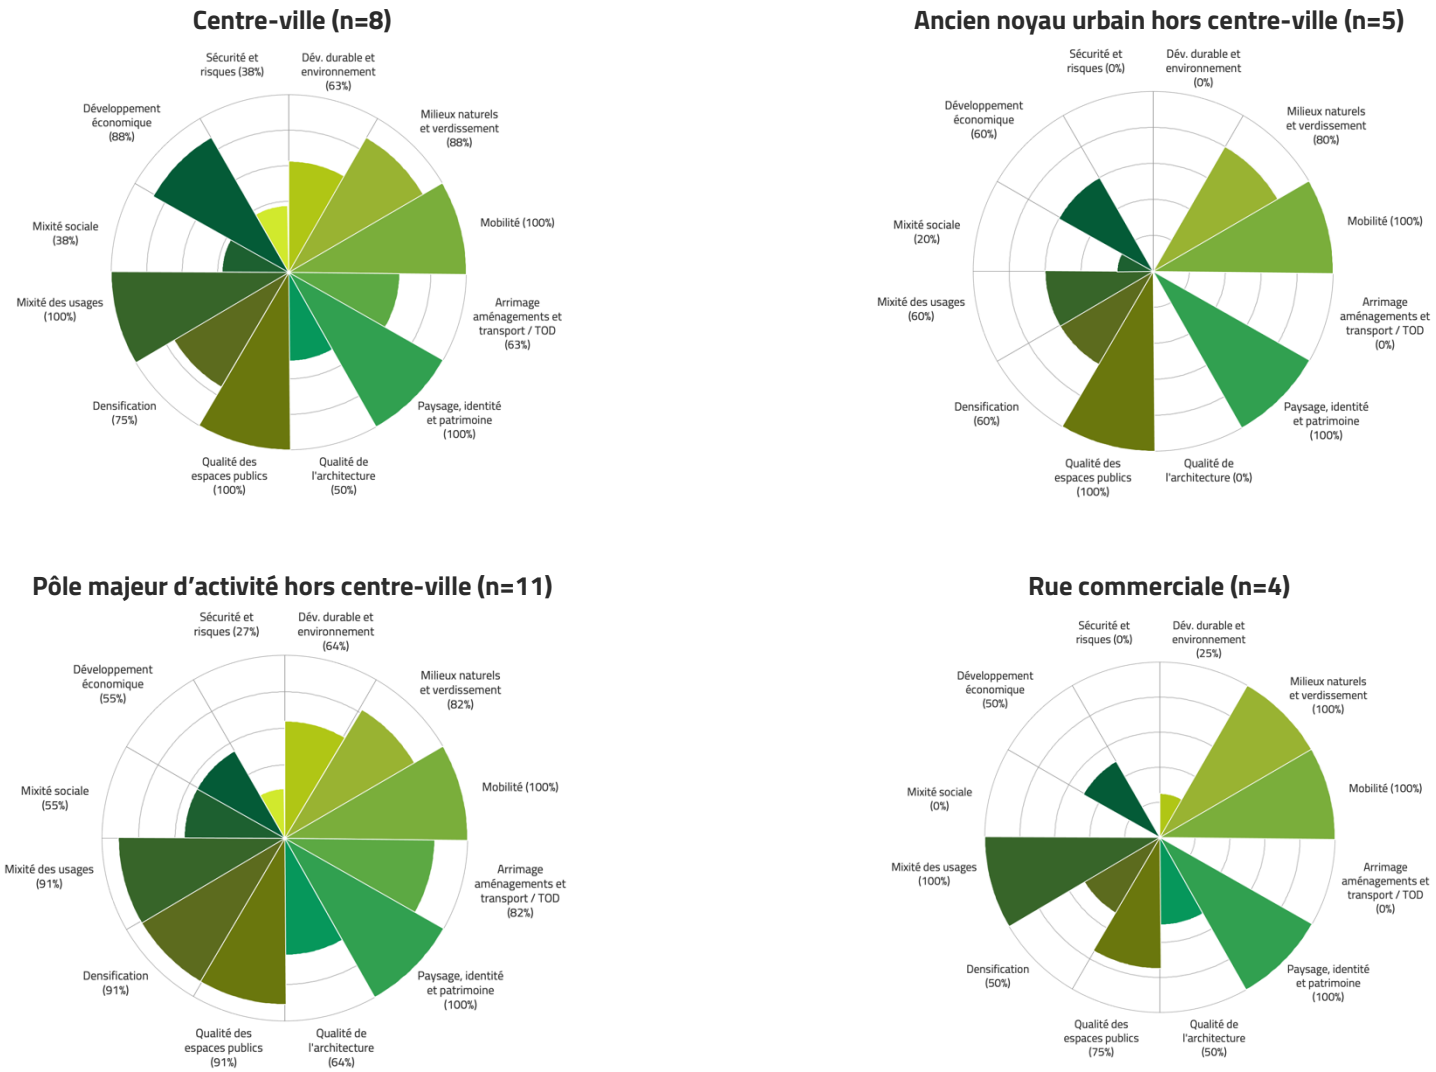 Centre-ville (n=8)
Sécurité et
risques (38%)
Dév. durable et
environnement
(63%)
Milieux naturels
et verdissement
(88%)
Mobilité (100%)
Arrimage
aménagements et
transport / TOD
(63%)
Paysage, identité
et patrimoine
(100%)
Qualité de
l'architecture
(50%)
Qualité des
espaces publics
(100%)
Densification
(75%)
Mixité des usages
(100%)
Mixité sociale
(38%)
Développement
économique
(88%)
Ancien noyau urbain hors centre-ville (n=5)
Sécurité et
risques (0%)
Dév. durable et
environnement
(0%)
Milieux naturels
et verdissement
(80%)
Mobilité (100%)
Arrimage
aménagements et
transport / TOD
(0%)
Paysage, identité
et patrimoine
(100%)
Qualité de
l'architecture (0%)
Qualité des
espaces publics
(100%)
Densification
(60%)
Mixité des usages
(60%)
Mixité sociale
(20%)
Développement
économique
(60%)
Pôle majeur d’activité hors centre-ville (n=11)
Sécurité et
risques (27%)
Dév. durable et
environnement
(64%)
Milieux naturels
et verdissement
(82%)
Mobilité (100%)
Arrimage
aménagements et
transport / TOD
(82%)
Paysage, identité
et patrimoine
(100%)
Qualité de
l'architecture
(64%)
Qualité des
espaces publics
(91%)
Densification
(91%)
Mixité des usages
(91%)
Mixité sociale
(55%)
Développement
économique
(55%)
Rue commerciale (n=4)
Sécurité et
risques (0%)
Dév. durable et
environnement
(25%)
Milieux naturels
et verdissement
(100%)
Mobilité (100%)
Arrimage
aménagements et
transport / TOD
(0%)
Paysage, identité
et patrimoine
(100%)
Qualité de
l'architecture
(50%)
Qualité des
espaces publics
(75%)
Densification
(50%)
Mixité des usages
(100%)
Mixité sociale
(0%)
Développement
économique
(50%)